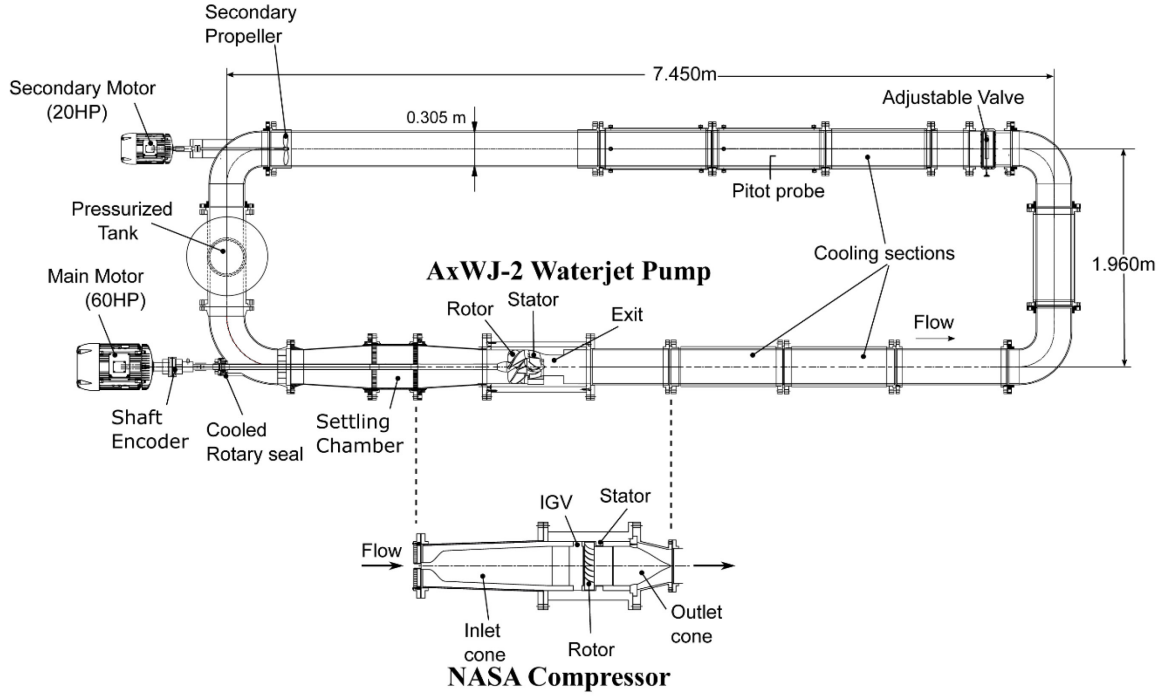 Secondary
Propeller
7.450m
Secondary Motor
(20HP)
0.305 m
Adjustable Valve
Pitot probe
Pressurized
Tank
Cooling sections
1.960m
AxWJ-2 Waterjet Pump
Main Motor
(60HP)
Rotor
Stator
Exit
Flow
Shaft
Encoder
Cooled
Rotary seal
Settling
Chamber
IGV
Stator
Flow
Inlet
cone
Rotor
Outlet
cone
NASA Compressor